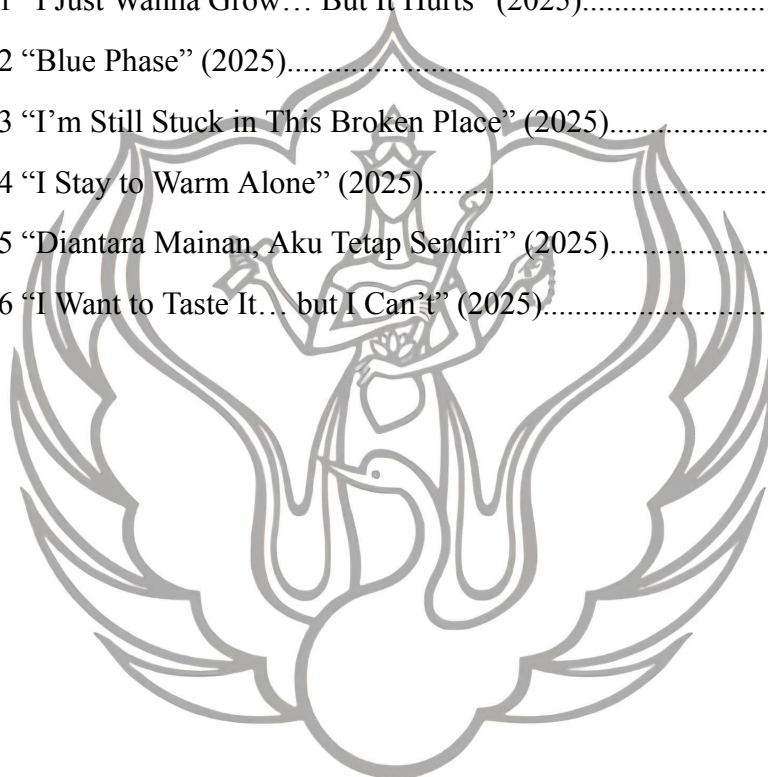 1 “I Just Wanna Grow… But It Hurts” (2025)....................
2 “Blue Phase” (2025)...................................................
3 “I’m Still Stuck in This Broken Place” (2025)................
4 “I Stay to Warm Alone” (2025).....................................
5 “Diantara Mainan, Aku Tetap Sendiri” (2025)................
6 “I Want to Taste It… but I Can’t” (2025)........................